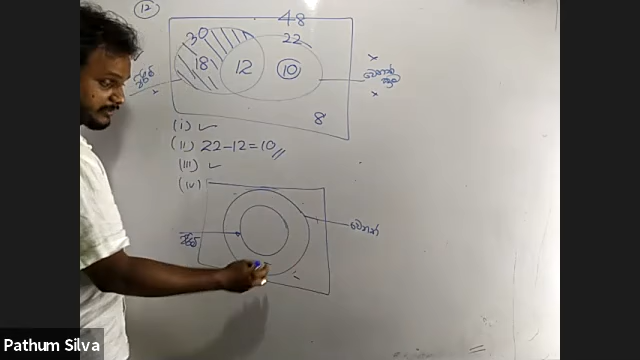 12
48
30
22
18 12 10
8
(i) ✓
(ii) 22-12=10
(iii) ✓
(iv)
Pathum Silva